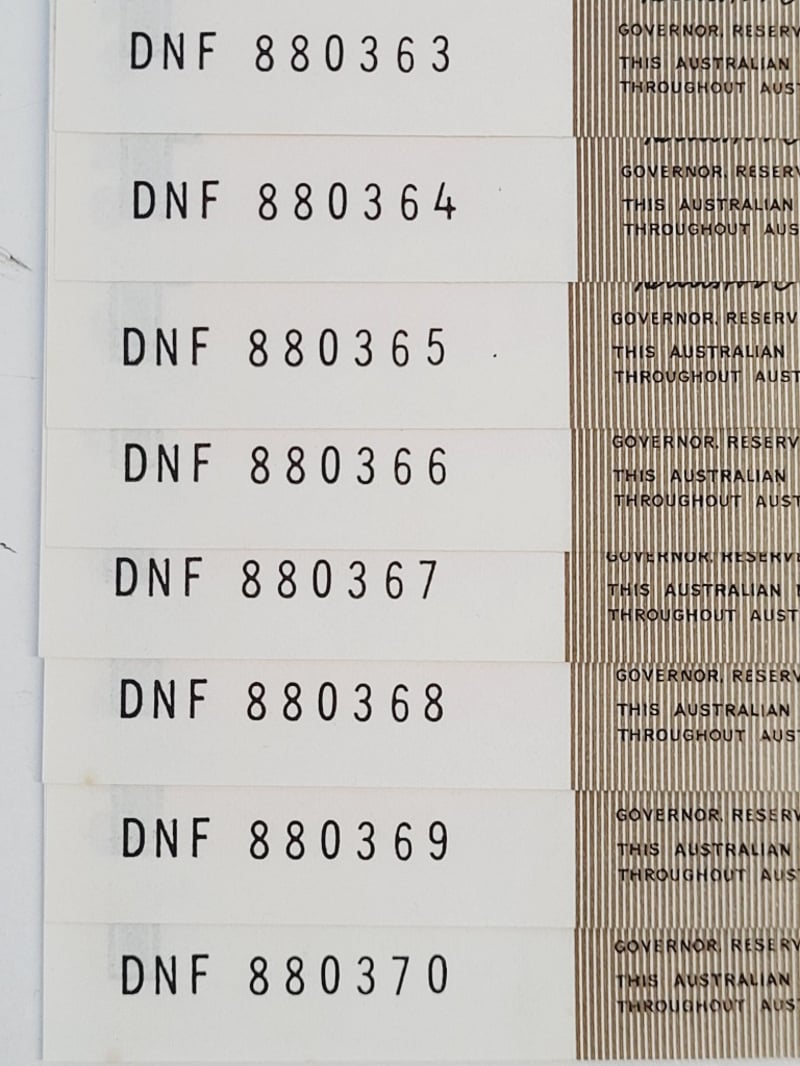 DNF 880363
GOVERNOR, RESERV
THIS AUSTRALIAN
THROUGHOUT AUST
DNF 880364
GOVERNOR, RESERV
THIS AUSTRALIAN
THROUGHOUT AUS
DNF 880365
GOVERNOR, RESERV
THIS AUSTRALIAN
THROUGHOUT AUST
DNF 880366
GOVERNOR, RESERV
THIS AUSTRALIAN
THROUGHOUT AUST
DNF 880367
GOVERNOR, RESERVE
THIS AUSTRALIAN
THROUGHOUT AUST
DNF 880368
GOVERNOR, RESERV
THIS AUSTRALIAN
THROUGHOUT AUS
DNF 880369
GOVERNOR, RESERV
THIS AUSTRALIAN
THROUGHOUT AUS
DNF 880370
GOVERNOR, RESERV
THIS AUSTRALIAN
THROUGHOUT AUS